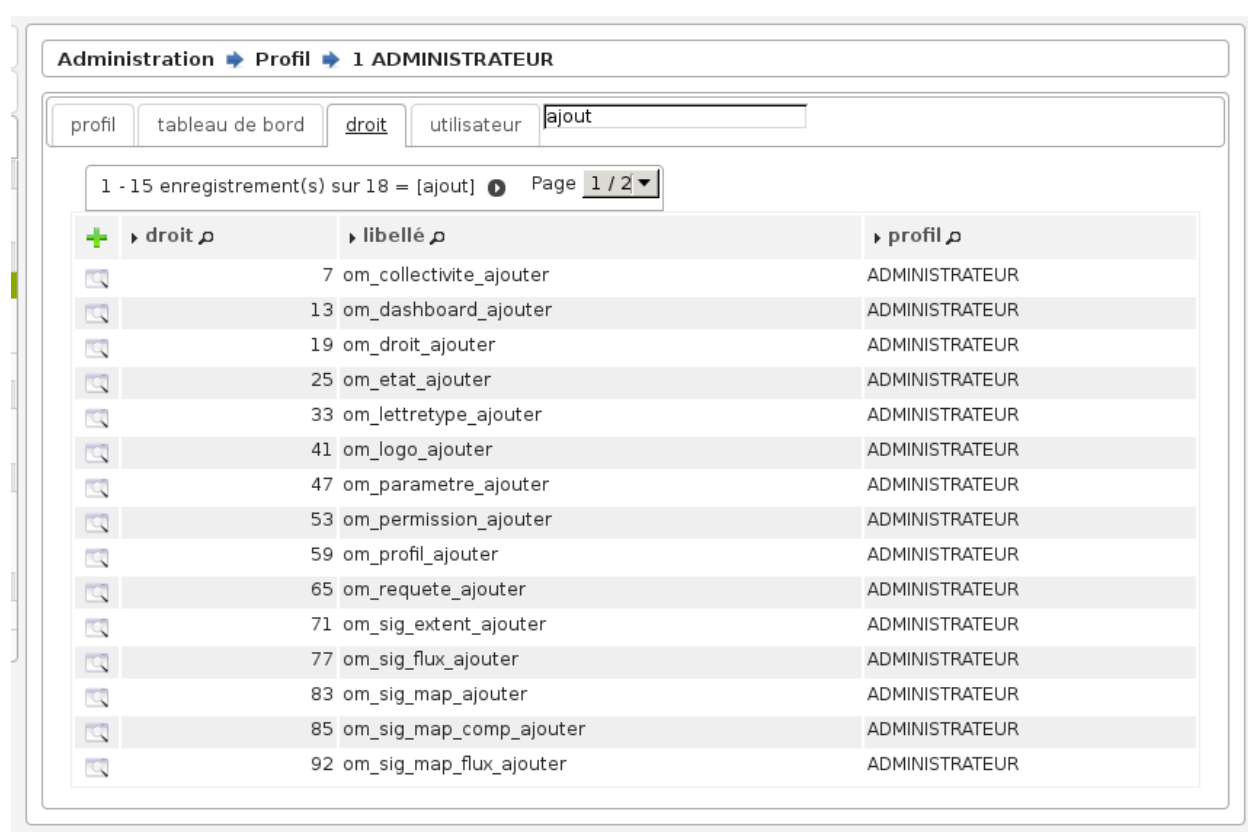 Administration Profil 1 ADMINISTRATEUR
profil tableau de bord droit utilisateur ajout
1 - 15 enregistrement(s) sur 18 = [ajout] Page 1 / 2
droit libellé profil
7 om_collectivite_ajouter ADMINISTRATEUR
13 om_dashboard_ajouter ADMINISTRATEUR
19 om_droit_ajouter ADMINISTRATEUR
25 om_etat_ajouter ADMINISTRATEUR
33 om_lettretype_ajouter ADMINISTRATEUR
41 om_logo_ajouter ADMINISTRATEUR
47 om_parametre_ajouter ADMINISTRATEUR
53 om_permission_ajouter ADMINISTRATEUR
59 om_profil_ajouter ADMINISTRATEUR
65 om_requete_ajouter ADMINISTRATEUR
71 om_sig_extent_ajouter ADMINISTRATEUR
77 om_sig_flux_ajouter ADMINISTRATEUR
83 om_sig_map_ajouter ADMINISTRATEUR
85 om_sig_map_comp_ajouter ADMINISTRATEUR
92 om_sig_map_flux_ajouter ADMINISTRATEUR